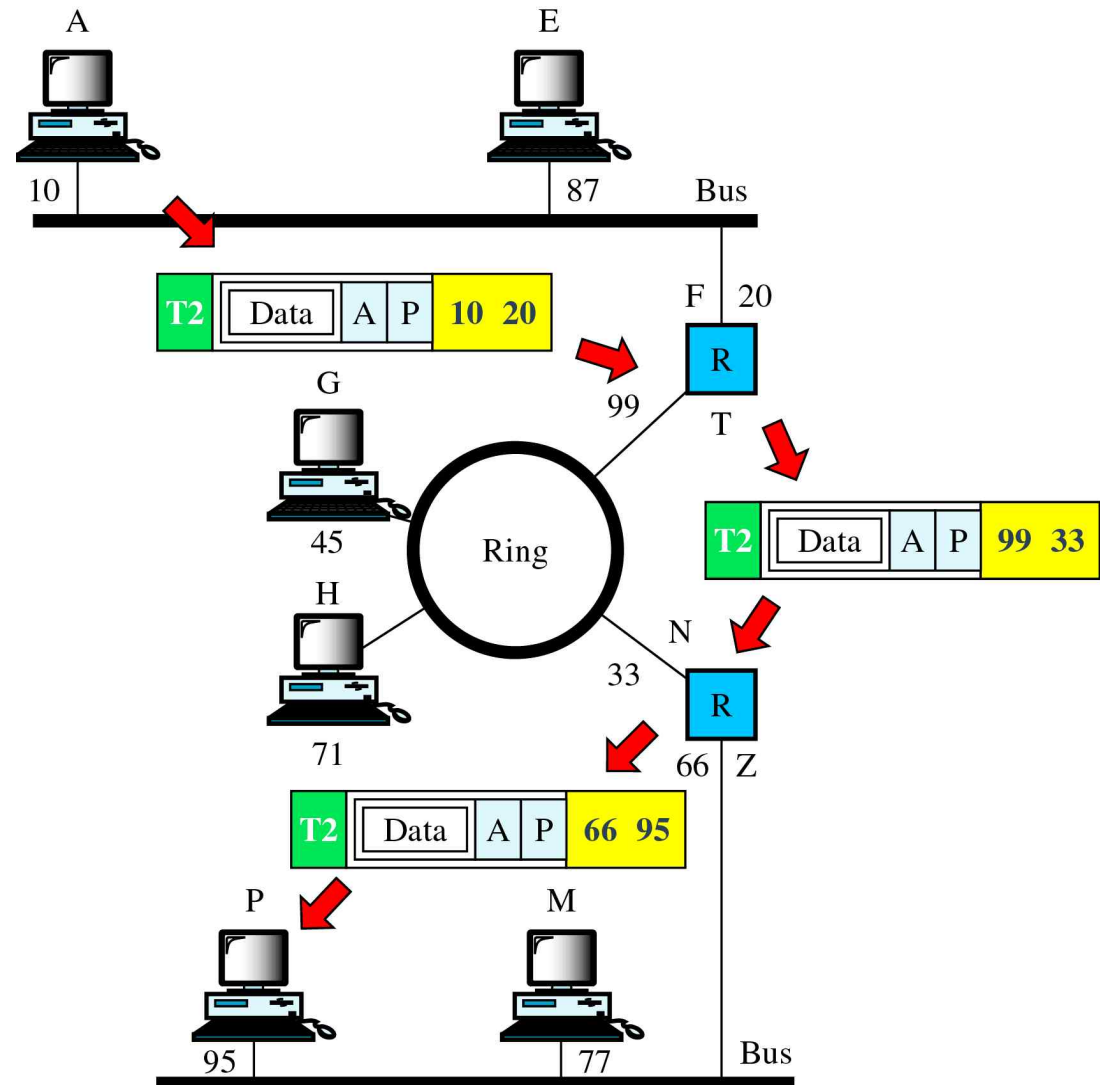 A E
10 87 Bus
T2 Data A P 10 20
F 20
R
G 99 T
45 Ring
T2 Data A P 99 33
H N
33
R
71 66 Z
T2 Data A P 66 95
P M
95 77 Bus